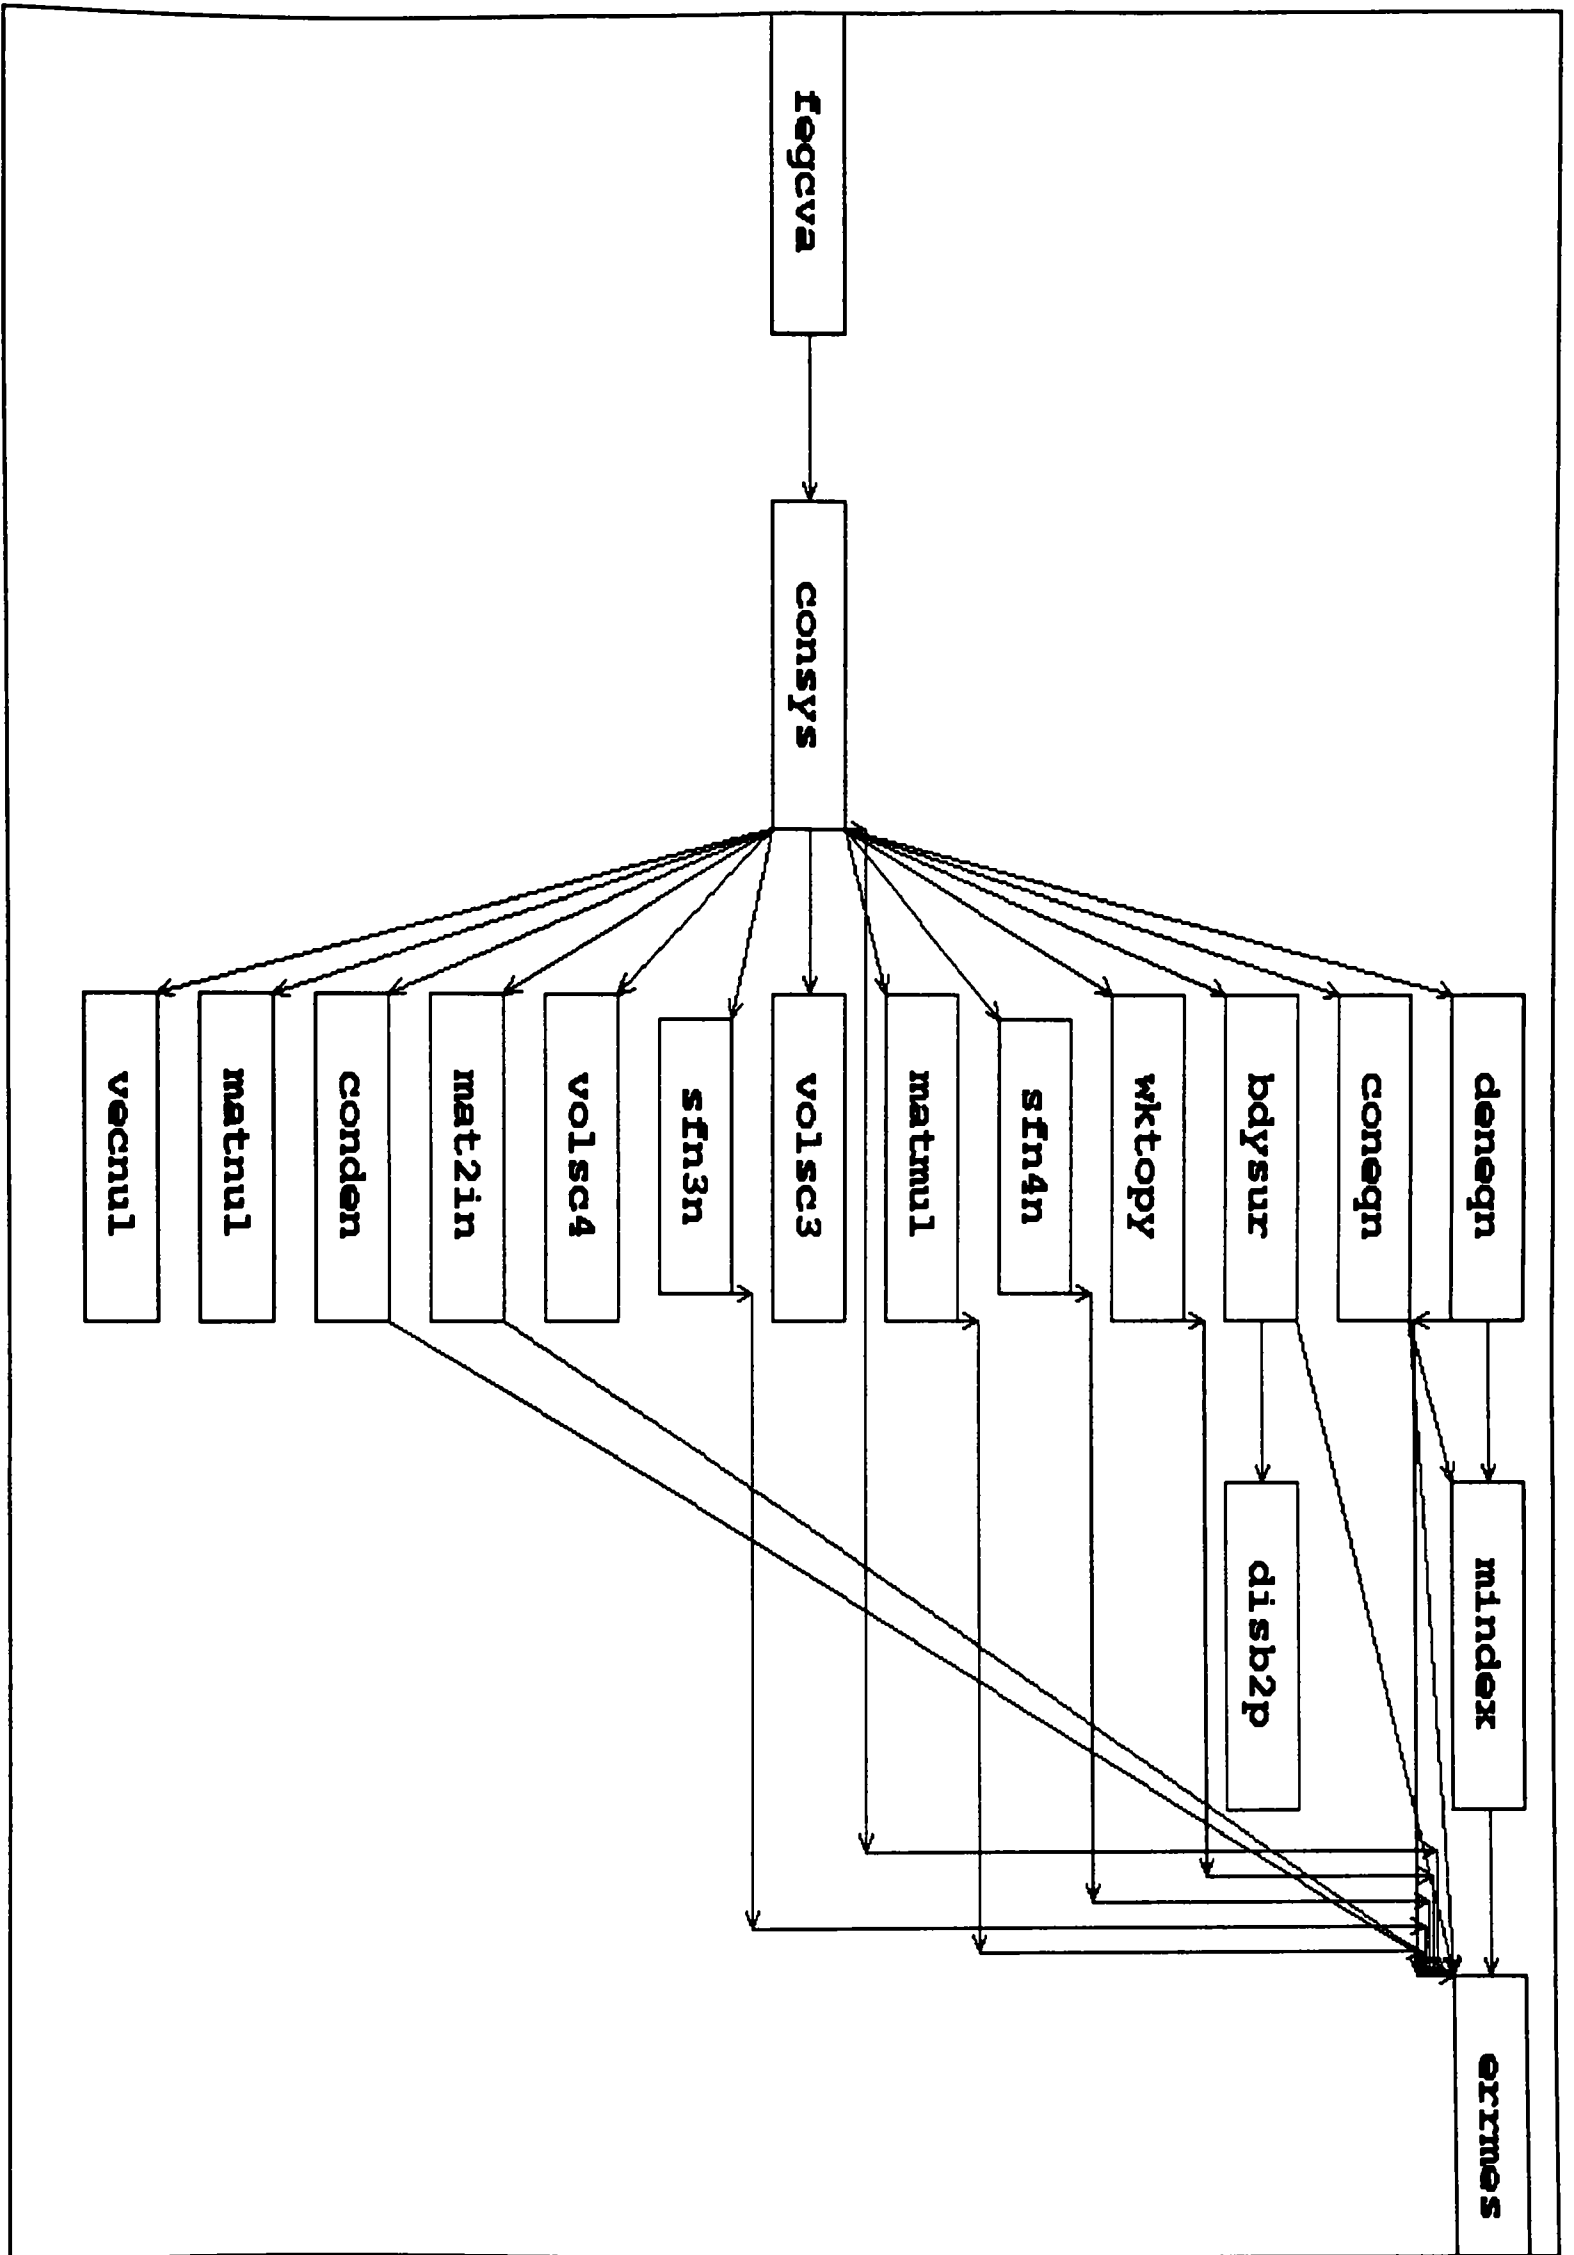 fegcva
consys
deneqn
coneqn
bdysur
wktopy
sfn4n
matmul
volsc3
sfn3n
volsc4
mat2in
conden
matnul
vecnul
mindex
disb2p
errmes